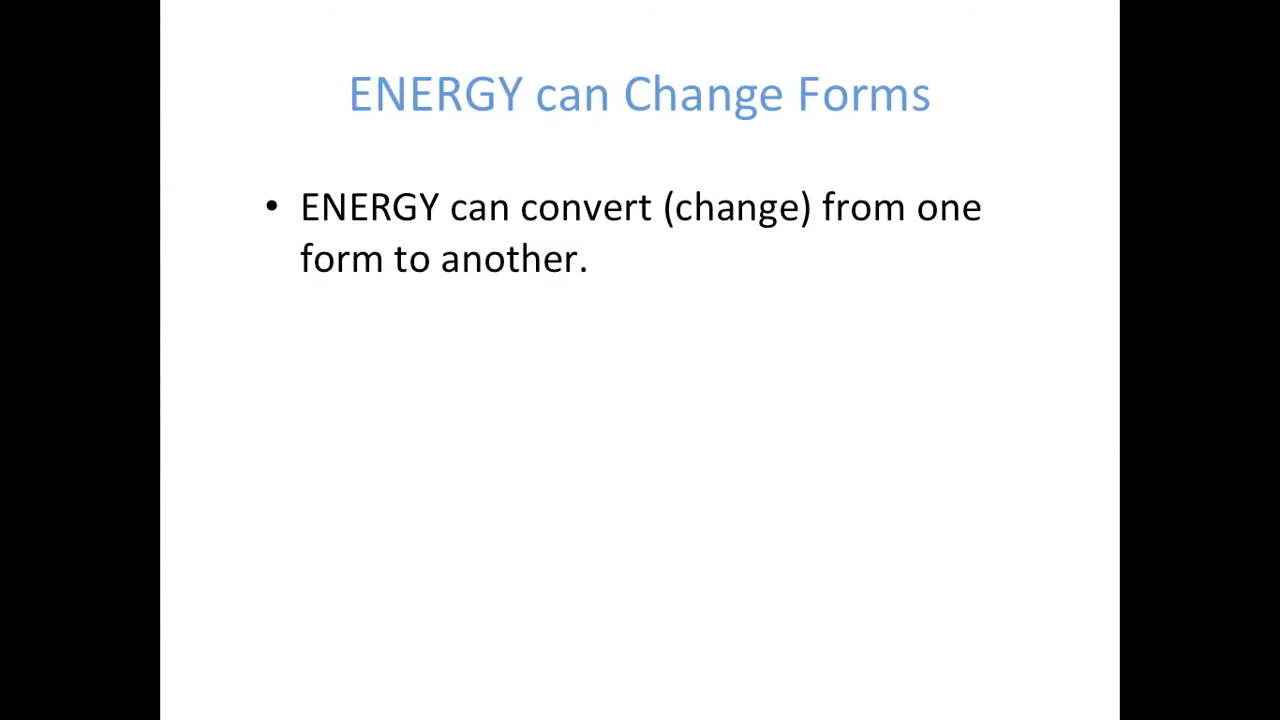 ENERGY can Change Forms
• ENERGY can convert (change) from one
form to another.